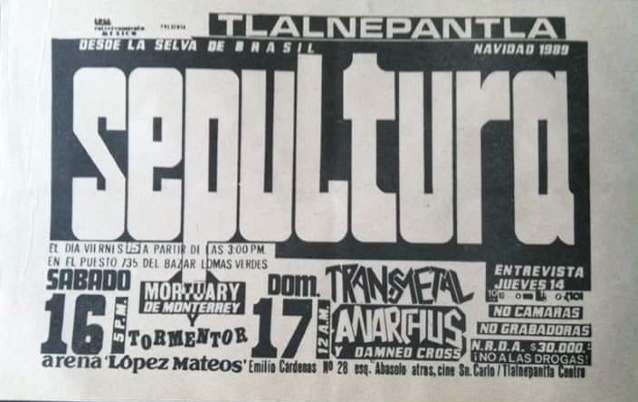 MEXICO
TLALNEPANTLA
DESDE LA SELVA DE BRASIL
NAVIDAD 1989
sepultura
EL DIA VIERNES 15 A PARTIR DE LAS 3:00 PM.
EN EL PUESTO 735 DEL BAZAR LOMAS VERDES
SABADO
16
5 P.M.
MORTUARY
DE MONTERREY
Y
TORMENTOR
DOM.
17
12 A.M.
TRANSMETAL
ANARCHUS
Y DAMNED CROSS
ENTREVISTA
JUEVES 14
NO CAMARAS
NO GRABADORAS
N.R.D.A. $30,000.
¡NO A LAS DROGAS!
arena 'López Mateos' Emilio Cardenas Nº 28 esq. Abasolo atras, cine Sn. Carlo / Tlalnepantla Centro